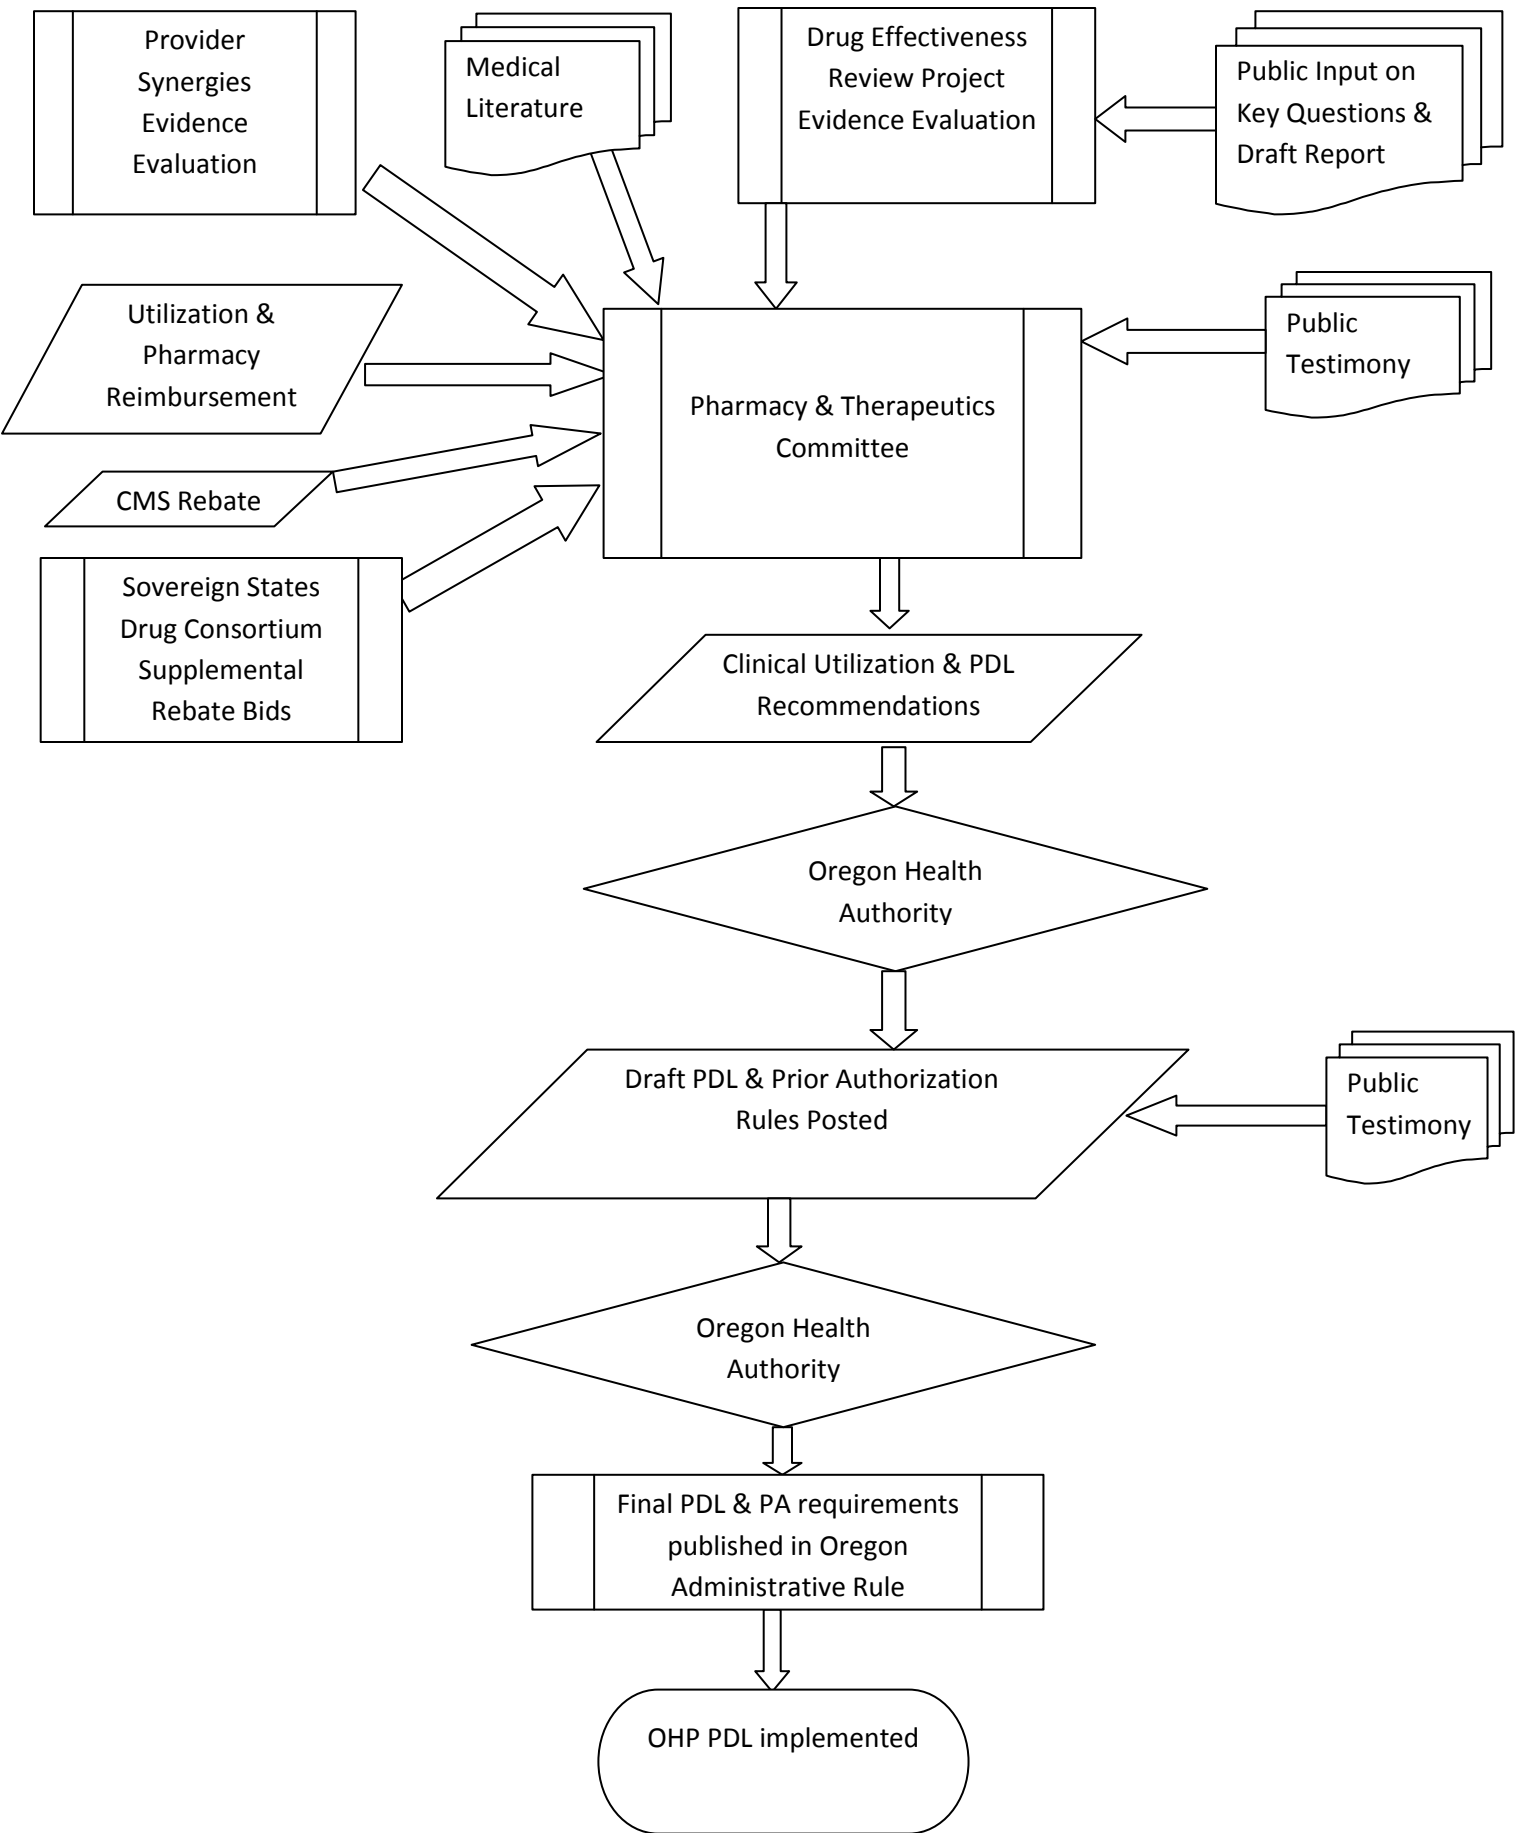 Provider
Synergies
Evidence
Evaluation
Medical
Literature
Drug Effectiveness
Review Project
Evidence Evaluation
Public Input on
Key Questions &
Draft Report
Utilization &
Pharmacy
Reimbursement
Public
Testimony
Pharmacy & Therapeutics
Committee
CMS Rebate
Sovereign States
Drug Consortium
Supplemental
Rebate Bids
Clinical Utilization & PDL
Recommendations
Oregon Health
Authority
Draft PDL & Prior Authorization
Rules Posted
Public
Testimony
Oregon Health
Authority
Final PDL & PA requirements
published in Oregon
Administrative Rule
OHP PDL implemented